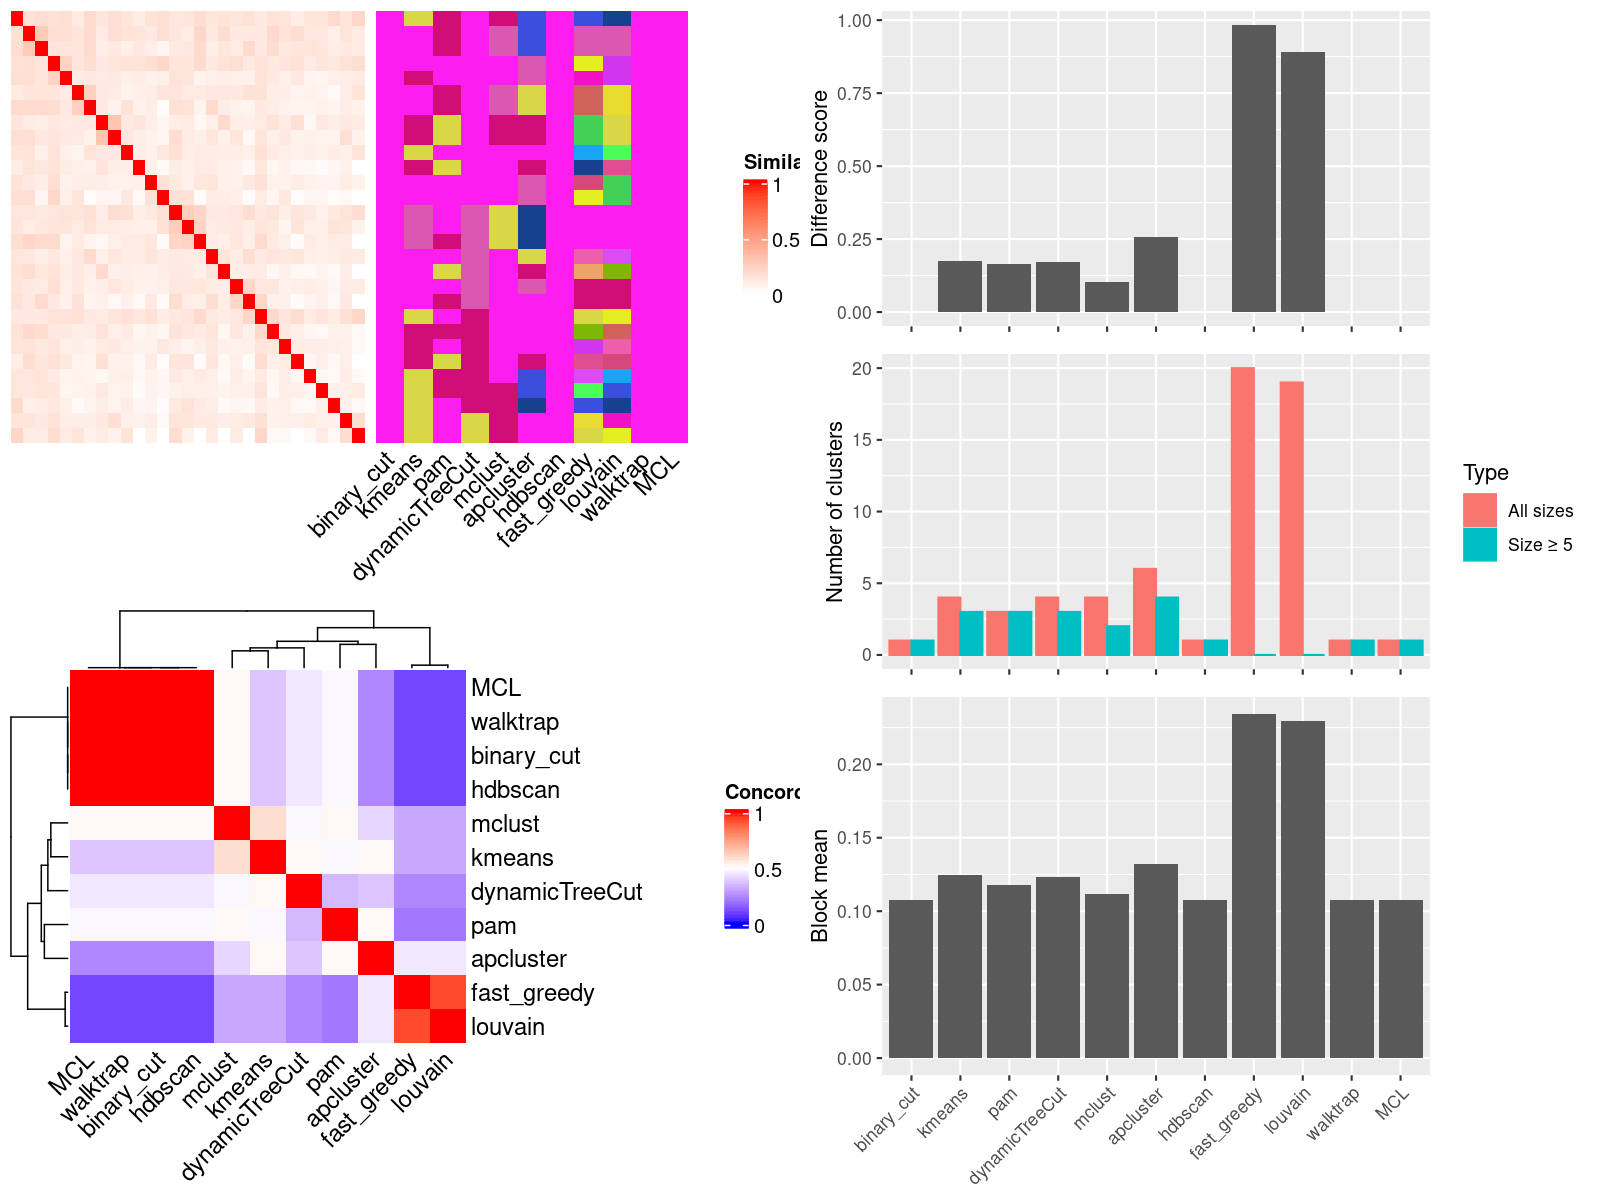 binary_cut
kmeans
pam
dynamicTreeCut
mclust
apcluster
hdbscan
fast_greedy
louvain
walktrap
MCL
Simila
1
0.5
0
MCL
walktrap
binary_cut
hdbscan
mclust
kmeans
dynamicTreeCut
pam
apcluster
fast_greedy
louvain
MCL
walktrap
binary_cut
hdbscan
mclust
kmeans
dynamicTreeCut
pam
apcluster
fast_greedy
louvain
Concord
1
0.5
0
Difference score
1.00
0.75
0.50
0.25
0.00
Number of clusters
20
15
10
5
0
Type
All sizes
Size ≥ 5
Block mean
0.20
0.15
0.10
0.05
0.00
binary_cut
kmeans
pam
dynamicTreeCut
mclust
apcluster
hdbscan
fast_greedy
louvain
walktrap
MCL